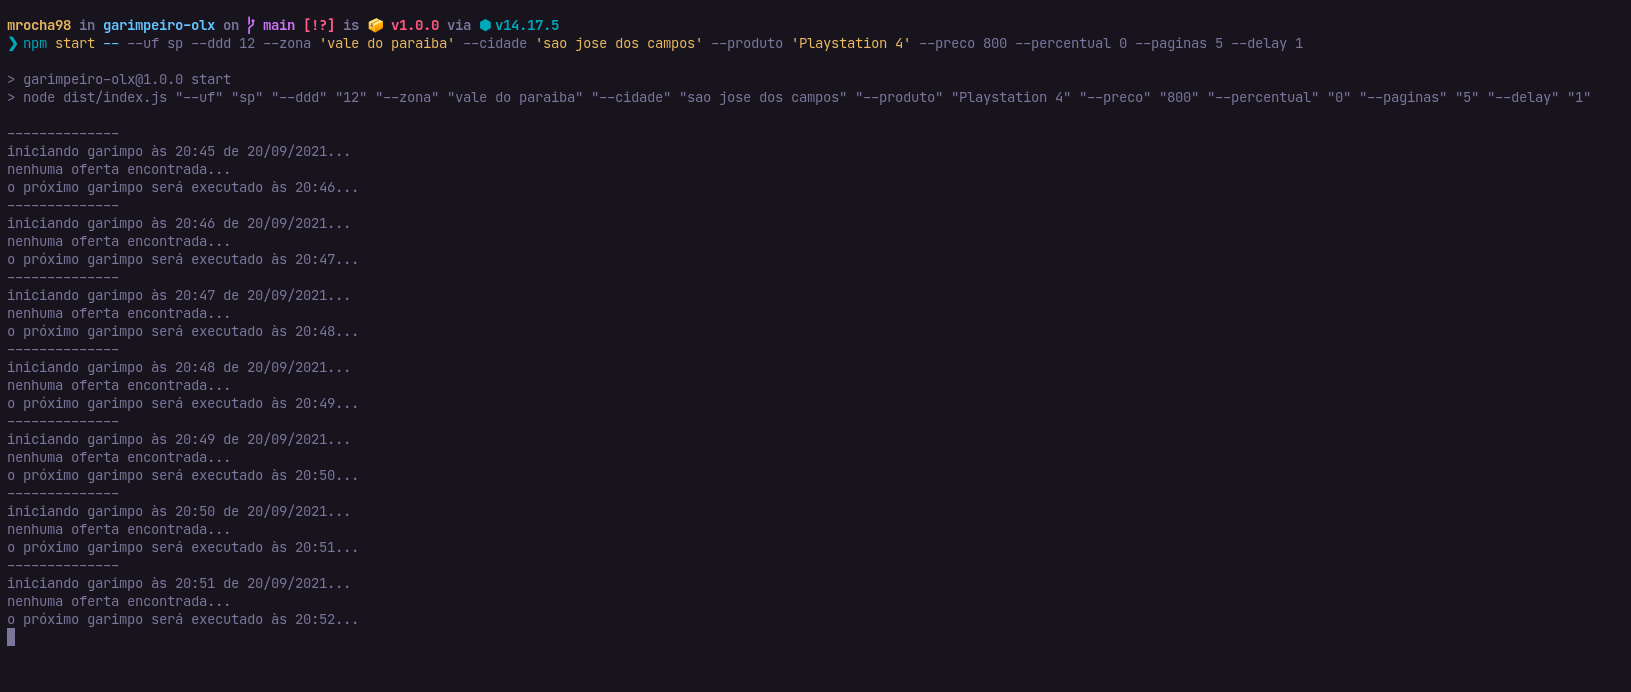 mrocha98 in garimpeiro-olx on main [!?] is 📦 v1.0.0 via ⬢ v14.17.5
❯ npm start -- --uf sp --ddd 12 --zona 'vale do paraiba' --cidade 'sao jose dos campos' --produto 'Playstation 4' --preco 800 --percentual 0 --paginas 5 --delay 1
> garimpeiro-olx@1.0.0 start
> node dist/index.js "--uf" "sp" "--ddd" "12" "--zona" "vale do paraiba" "--cidade" "sao jose dos campos" "--produto" "Playstation 4" "--preco" "800" "--percentual" "0" "--paginas" "5" "--delay" "1"
--------------
iniciando garimpo às 20:45 de 20/09/2021...
nenhuma oferta encontrada...
o próximo garimpo será executado às 20:46...
--------------
iniciando garimpo às 20:46 de 20/09/2021...
nenhuma oferta encontrada...
o próximo garimpo será executado às 20:47...
--------------
iniciando garimpo às 20:47 de 20/09/2021...
nenhuma oferta encontrada...
o próximo garimpo será executado às 20:48...
--------------
iniciando garimpo às 20:48 de 20/09/2021...
nenhuma oferta encontrada...
o próximo garimpo será executado às 20:49...
--------------
iniciando garimpo às 20:49 de 20/09/2021...
nenhuma oferta encontrada...
o próximo garimpo será executado às 20:50...
--------------
iniciando garimpo às 20:50 de 20/09/2021...
nenhuma oferta encontrada...
o próximo garimpo será executado às 20:51...
--------------
iniciando garimpo às 20:51 de 20/09/2021...
nenhuma oferta encontrada...
o próximo garimpo será executado às 20:52...